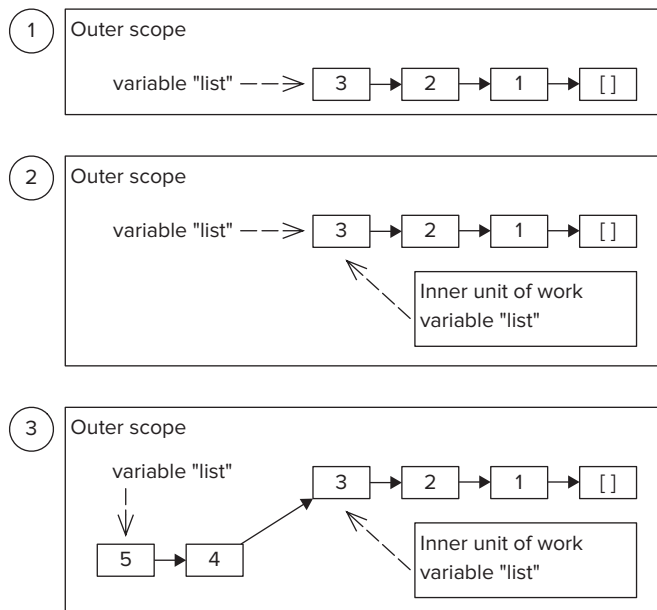 1
Outer scope
variable "list"
3 2 1 []
2
Outer scope
variable "list"
3 2 1 []
Inner unit of work
variable "list"
3
Outer scope
variable "list"
3 2 1 []
5 4
Inner unit of work
variable "list"